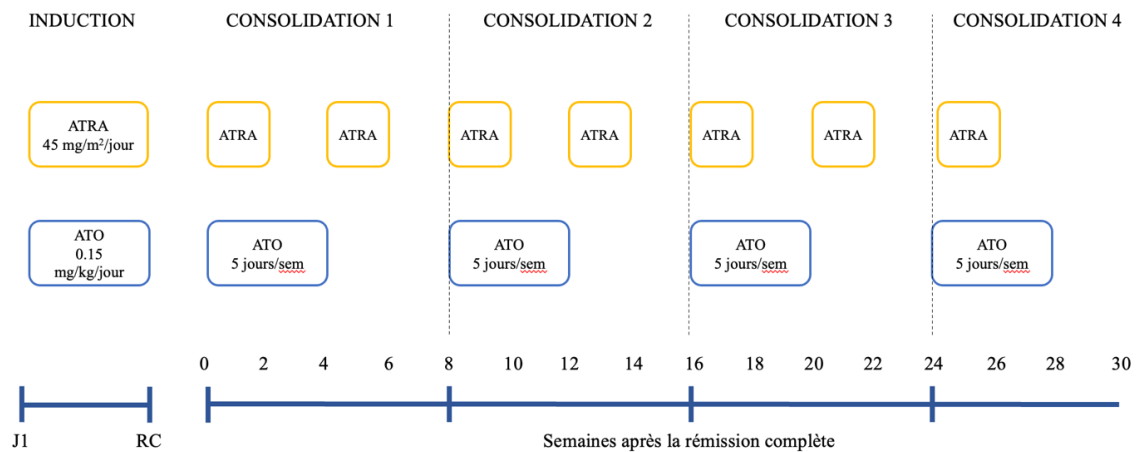 INDUCTION
CONSOLIDATION 1
CONSOLIDATION 2
CONSOLIDATION 3
CONSOLIDATION 4
ATRA
45 mg/m²/jour
ATRA
ATRA
ATRA
ATRA
ATRA
ATRA
ATRA
ATO
0.15
mg/kg/jour
ATO
5 jours/sem
ATO
5 jours/sem
ATO
5 jours/sem
ATO
5 jours/sem
0 2 4 6 8 10 12 14 16 18 20 22 24 26 28 30
J1 RC Semaines après la rémission complète